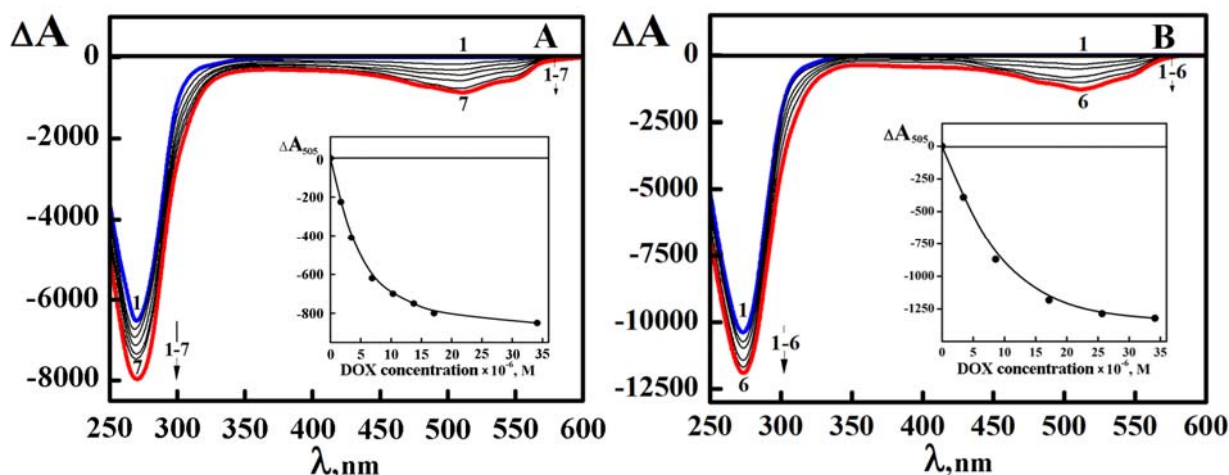 ΔA
A
0
-2000
-4000
-6000
-8000
1
7
1-7
1
7
1-7
250 300 350 400 450 500 550 600
λ,nm
ΔA505
0
-200
-400
-600
-800
0 5 10 15 20 25 30 35
DOX concentration ×10-6, M
ΔA
B
0
-2500
-5000
-7500
-10000
-12500
1
6
1-6
1
6
1-6
250 300 350 400 450 500 550 600
λ,nm
ΔA505
0
-250
-500
-750
-1000
-1250
0 5 10 15 20 25 30 35
DOX concentration ×10-6, M